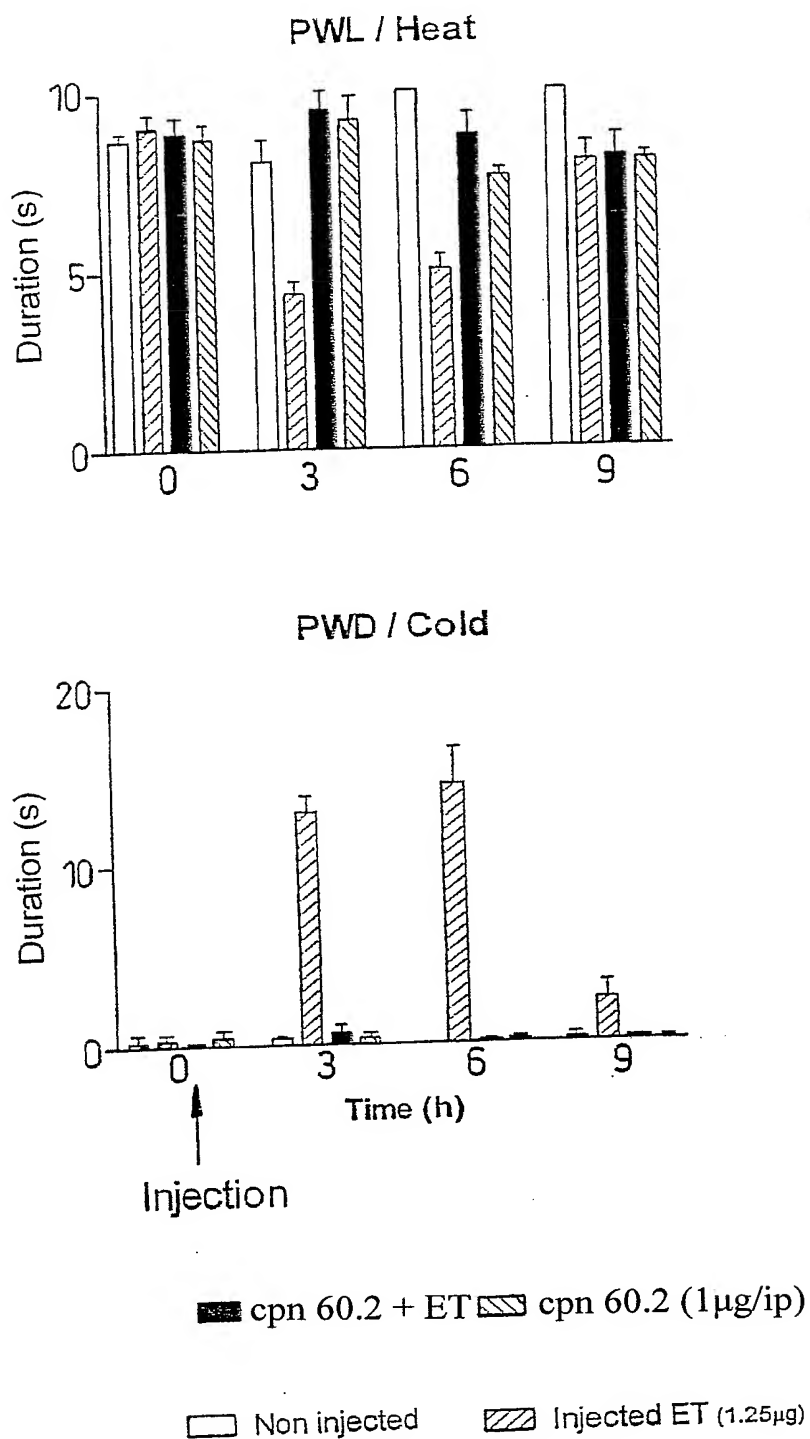 PWL / Heat
10
5
0
Duration (s)
0 3 6 9
PWD / Cold
20
10
0
Duration (s)
0 3 6 9
Time (h)
Injection
cpn 60.2 + ET cpn 60.2 (1µg/ip)
Non injected Injected ET (1.25µg)